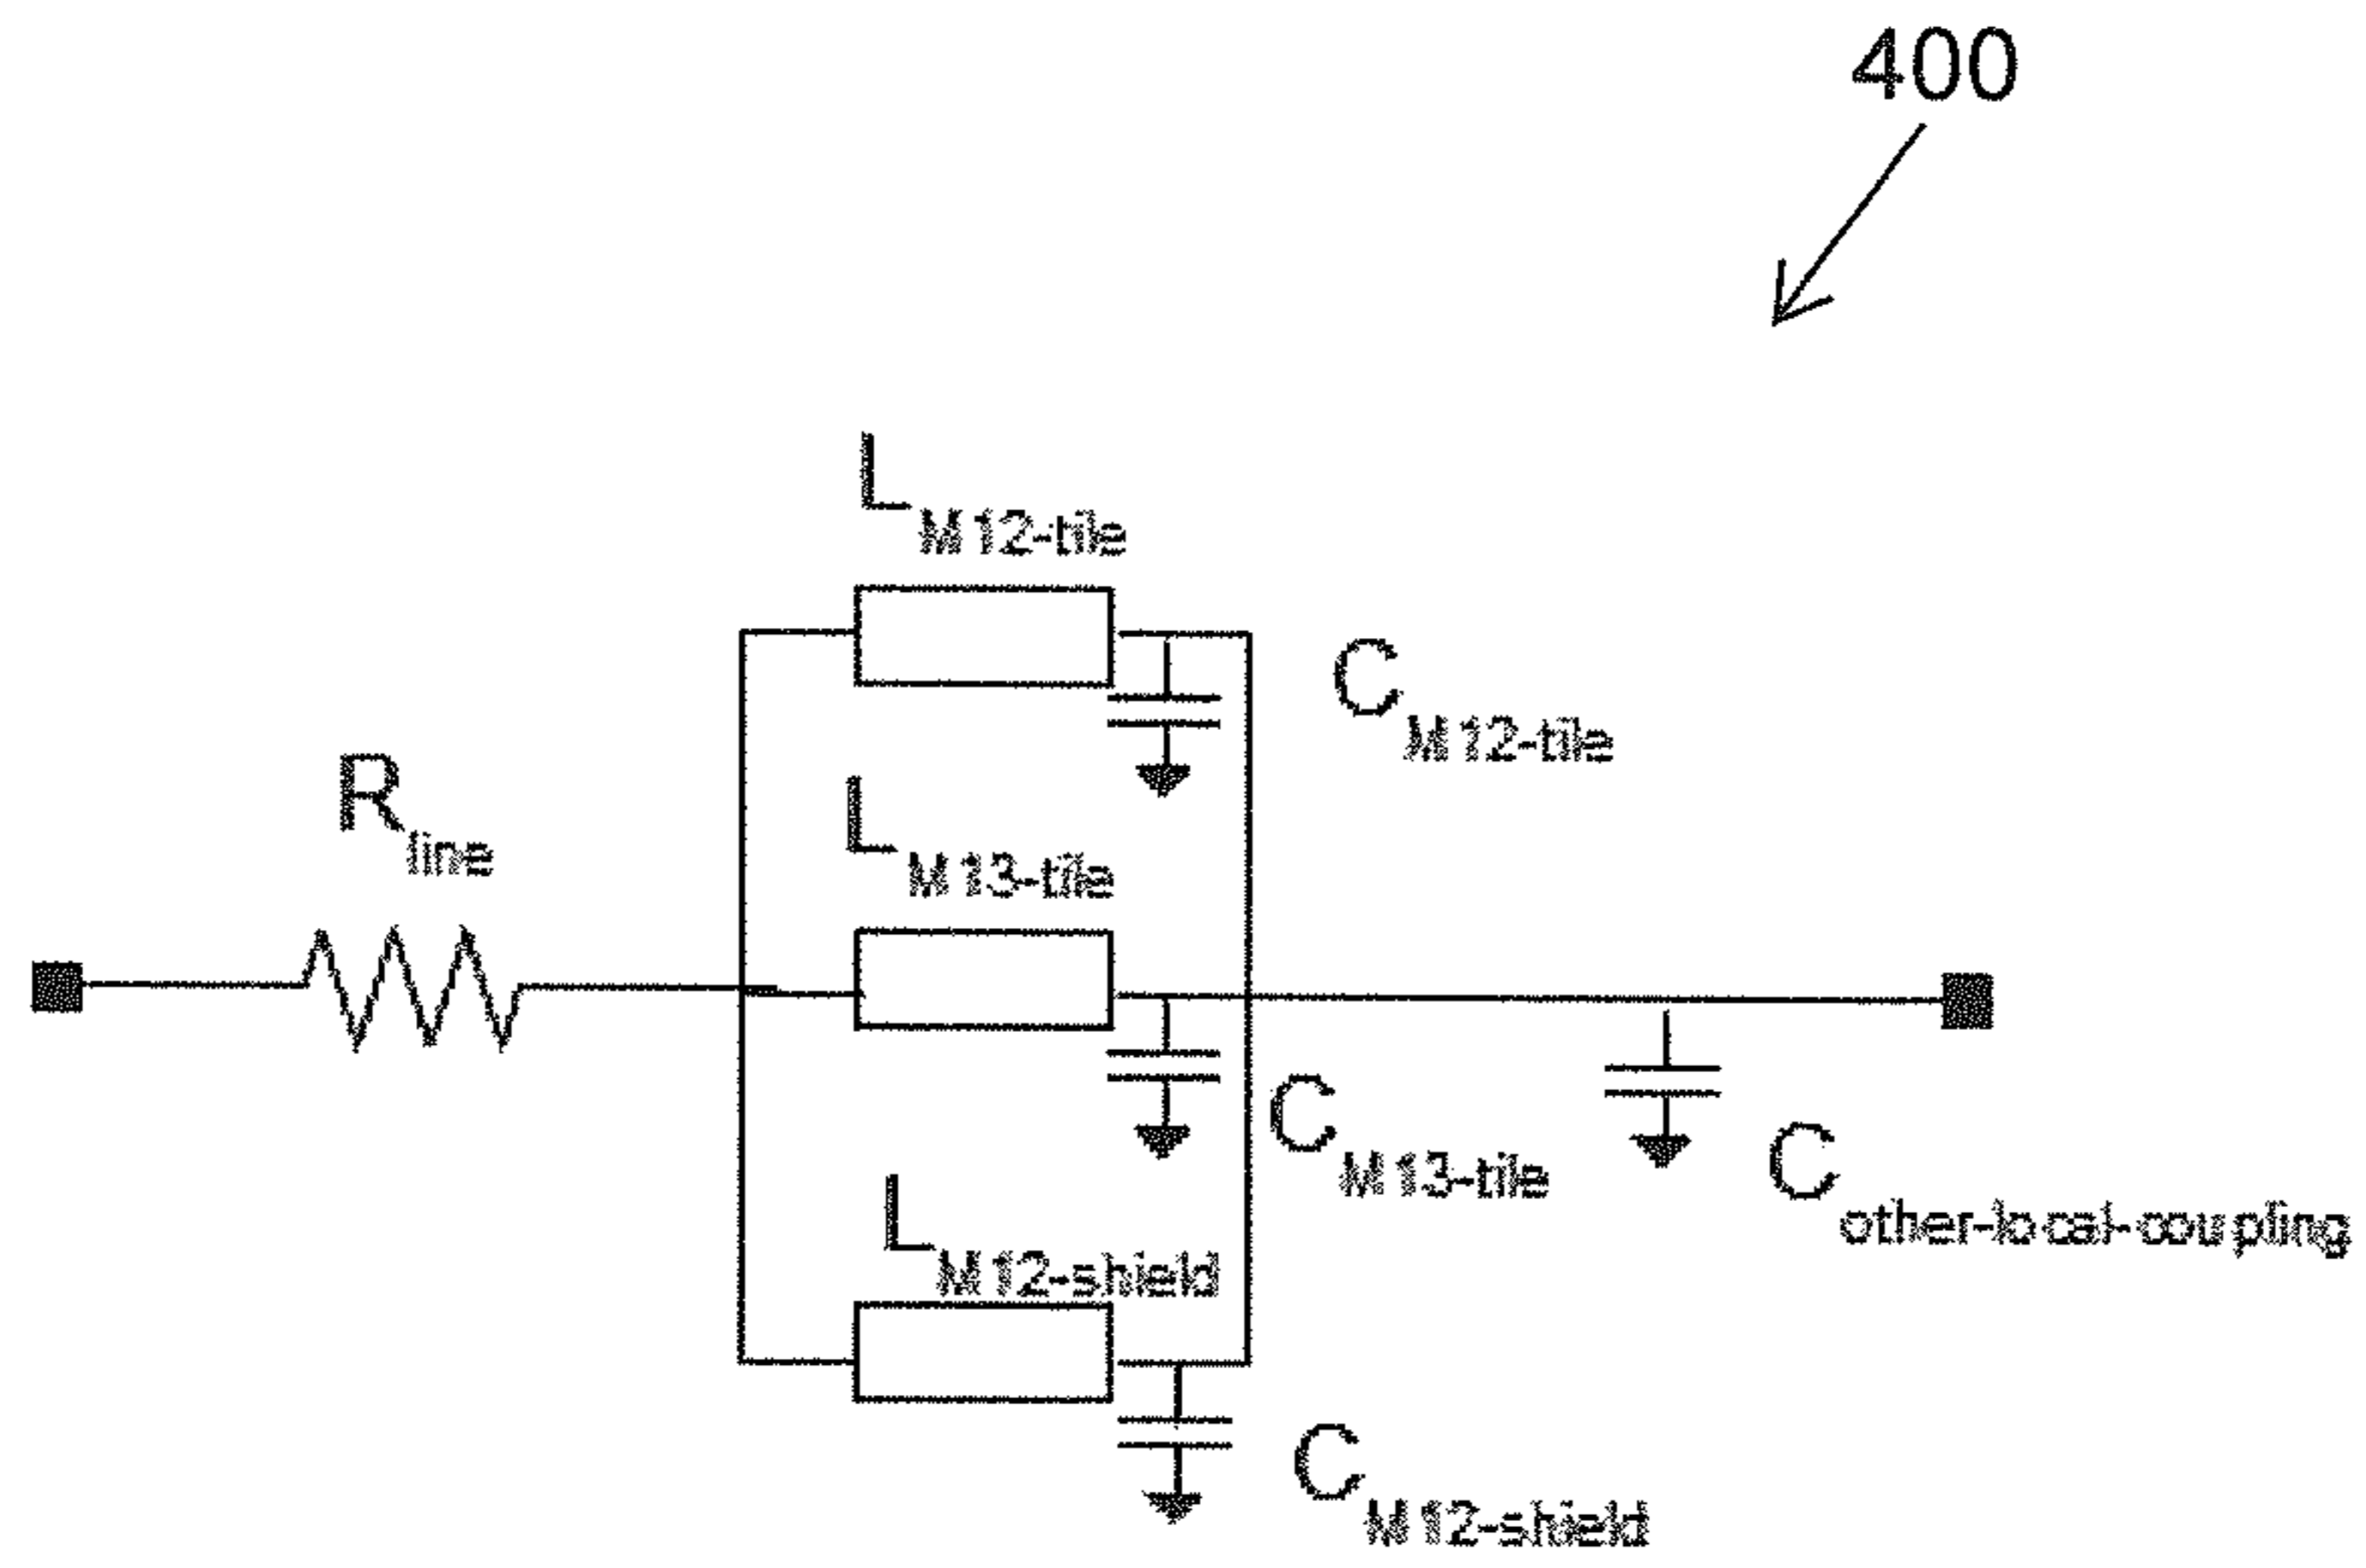 400
L M12-tile
C M12-tile
R line
L M13-tile
C M13-tile
C other-local-coupling
L M12-shield
C M12-shield